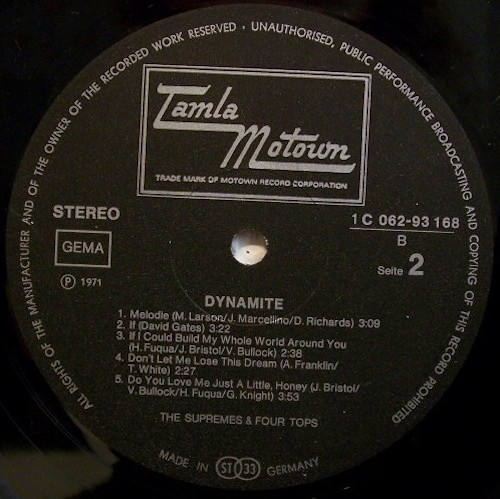 ALL RIGHTS OF THE MANUFACTURER AND OF THE OWNER OF THE RECORDED WORK RESERVED · UNAUTHORISED, PUBLIC PERFORMANCE BROADCASTING AND COPYING OF THIS RECORD PROHIBITED
Tamla
Motown
TRADE MARK OF MOTOWN RECORD CORPORATION
STEREO
GEMA
Ⓟ 1971
1 C 062-93 168
B
Seite 2
DYNAMITE
1. Melodie (M. Larson/J. Marcellino/D. Richards) 3:09
2. If (David Gates) 3:22
3. If I Could Build My Whole World Around You
(H. Fuqua/J. Bristol/V. Bullock) 2:38
4. Don't Let Me Lose This Dream (A. Franklin/
T. White) 2:27
5. Do You Love Me Just A Little, Honey (J. Bristol/
V. Bullock/H. Fuqua/G. Knight) 3:53
THE SUPREMES & FOUR TOPS
MADE IN ST 33 GERMANY